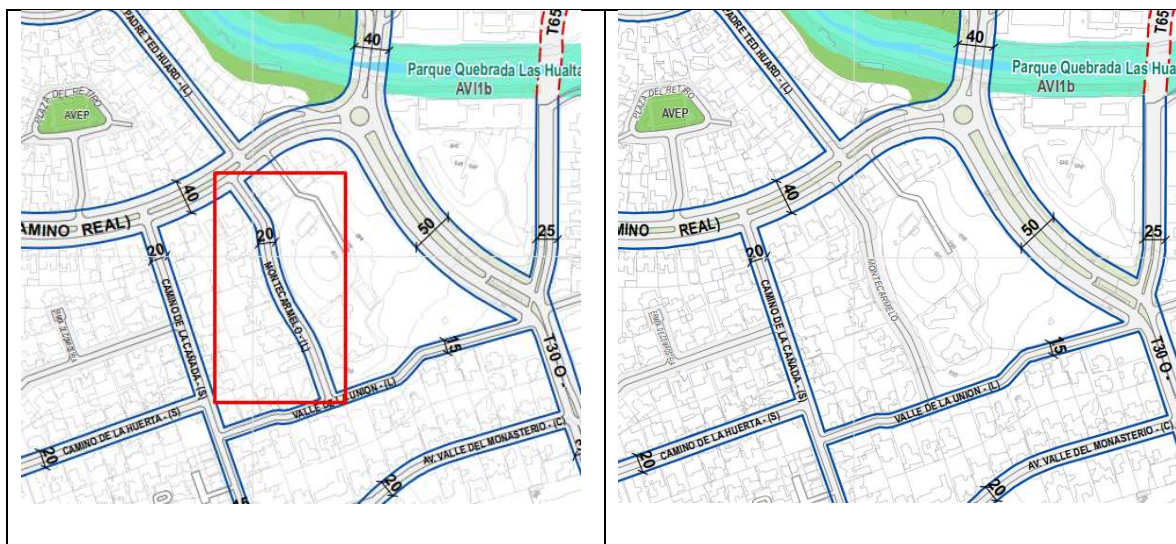 40
T65
PADRE TED HUARD - (L)
Parque Quebrada Las Hualta
AVI1b
PLAZA DEL RETIRO
AVEP
40
AMINO REAL)
50
20
20
25
MONTECARMELO - (L)
CAMINO DE LA CAÑADA - (S)
15
T30 O -
VALLE DE LA UNION - (L)
CAMINO DE LA HUERTA - (S)
20
AV. VALLE DEL MONASTERIO - (C)
20
15
40
T65
PADRE TED HUARD - (L)
Parque Quebrada Las Hua
AVI1b
PLAZA DEL RETIRO
AVEP
40
MINO REAL)
50
20
25
MONTECARMELO
CAMINO DE LA CAÑADA - (S)
15
T30 O -
VALLE DE LA UNION - (L)
CAMINO DE LA HUERTA - (S)
20
AV. VALLE DEL MONASTERIO - (C)
20